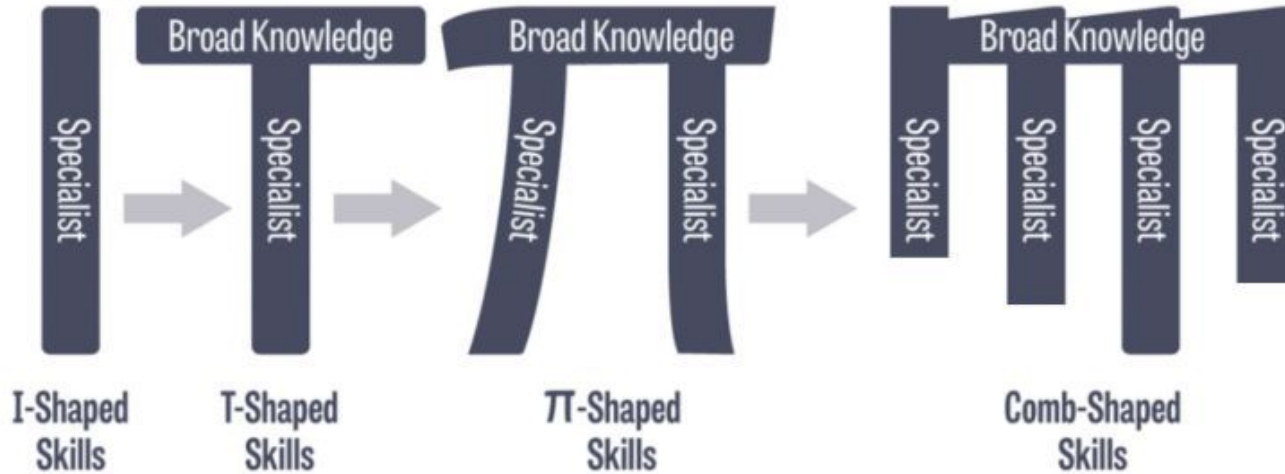 Specialist
Broad Knowledge
Specialist
Broad Knowledge
Specialist
Specialist
Broad Knowledge
Specialist
Specialist
Specialist
Specialist
I-Shaped
Skills
T-Shaped
Skills
π-Shaped
Skills
Comb-Shaped
Skills